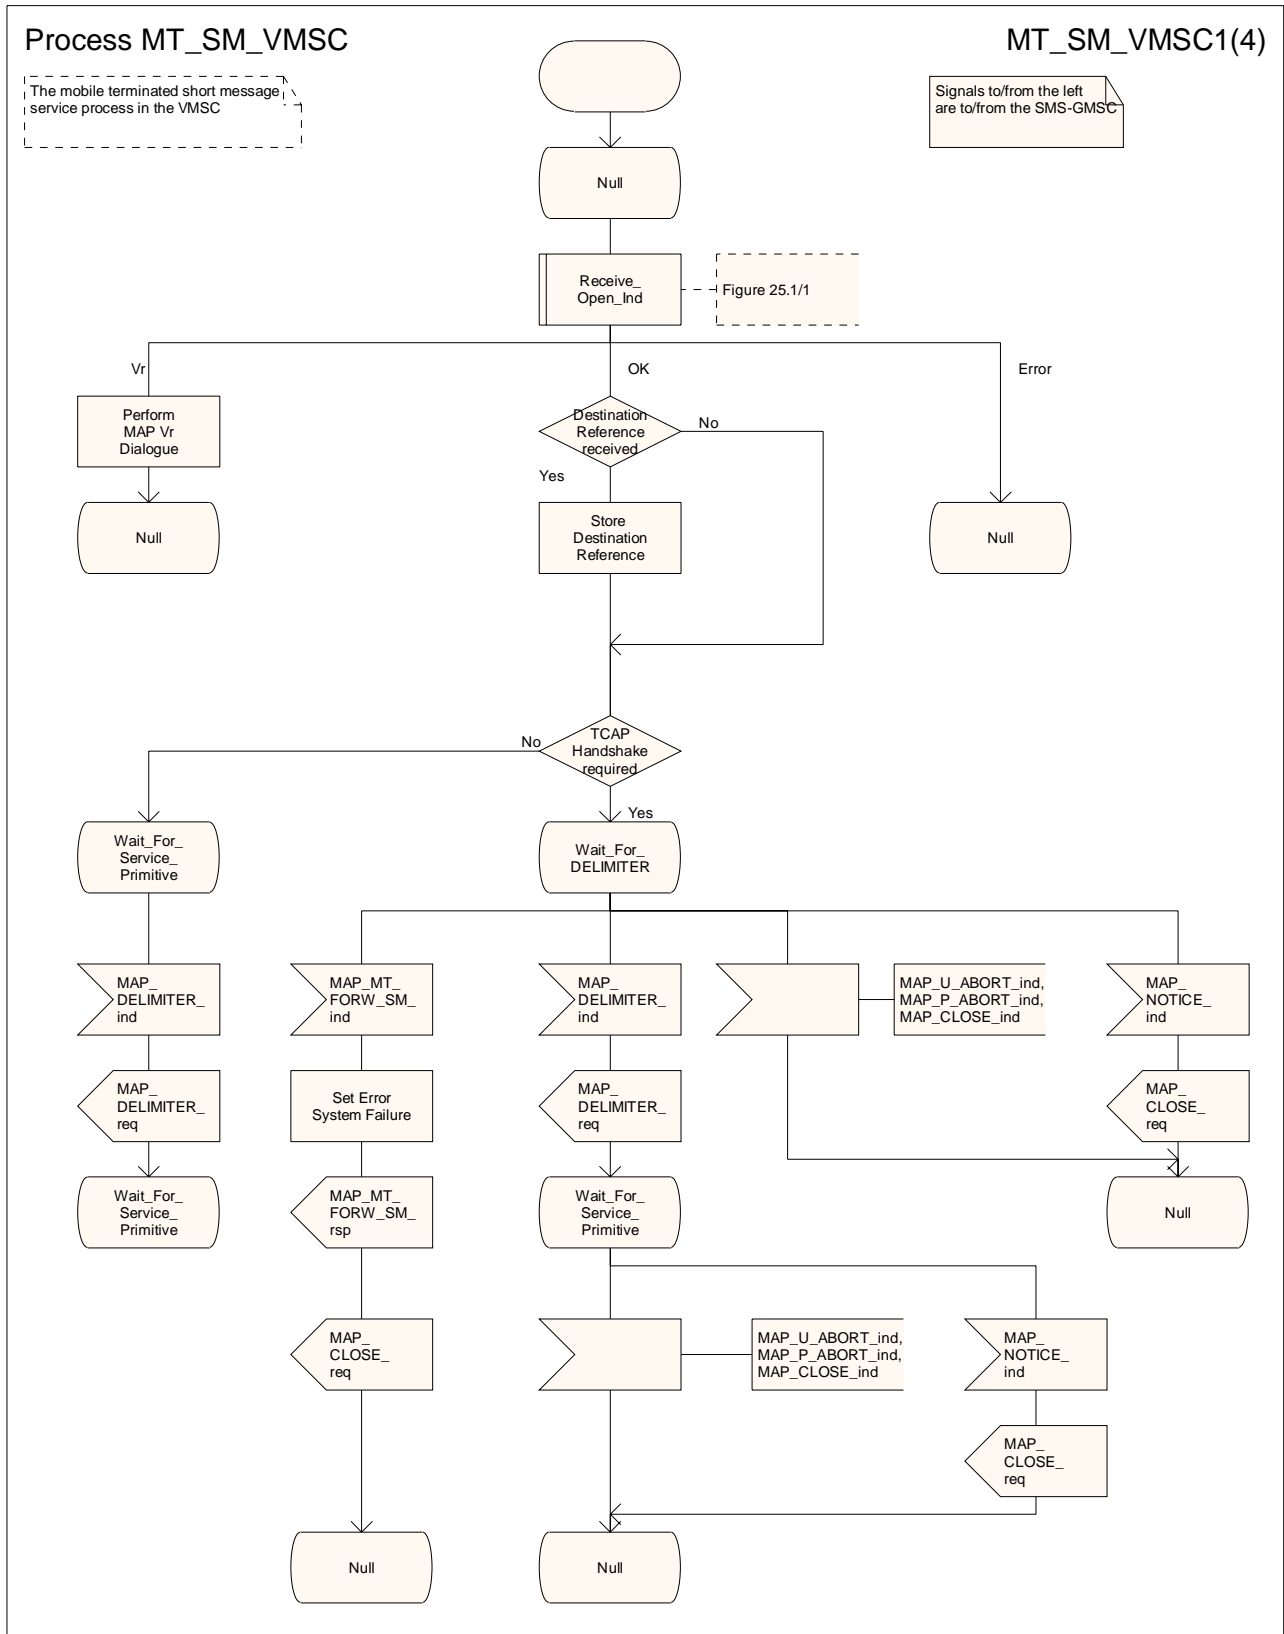 Process MT_SM_VMSC
MT_SM_VMSC1(4)
The mobile terminated short message
service process in the VMSC
Signals to/from the left
are to/from the SMS-GMSC
Null
Receive_
Open_Ind
Figure 25.1/1
Vr
OK
Error
Perform
MAP Vr
Dialogue
Destination
Reference
received
No
Yes
Null
Store
Destination
Reference
Null
TCAP
Handshake
required
No
Yes
Wait_For_
Service_
Primitive
Wait_For_
DELIMITER
MAP_
DELIMITER_
ind
MAP_MT_
FORW_SM_
ind
MAP_
DELIMITER_
ind
MAP_U_ABORT_ind,
MAP_P_ABORT_ind,
MAP_CLOSE_ind
MAP_
NOTICE_
ind
MAP_
DELIMITER_
req
Set Error
System Failure
MAP_
DELIMITER_
req
MAP_
CLOSE_
req
Wait_For_
Service_
Primitive
MAP_MT_
FORW_SM_
rsp
Wait_For_
Service_
Primitive
Null
MAP_
CLOSE_
req
MAP_U_ABORT_ind,
MAP_P_ABORT_ind,
MAP_CLOSE_ind
MAP_
NOTICE_
ind
MAP_
CLOSE_
req
Null
Null